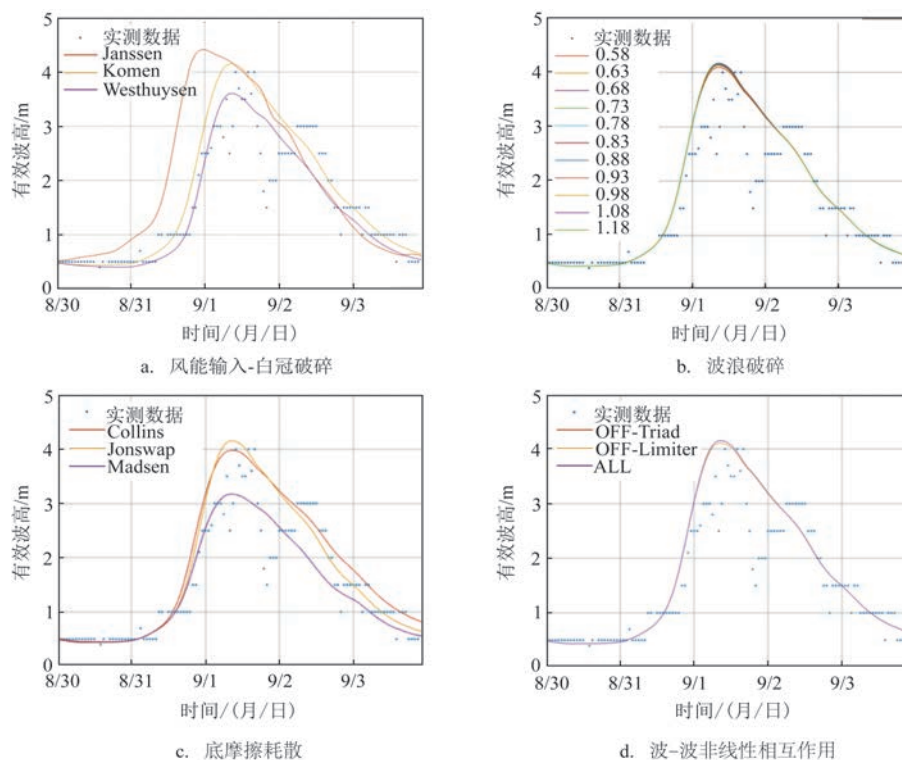 5
4
3
2
1
0
有效波高/m
实测数据
Janssen
Komen
Westhuysen
8/30
8/31
9/1
9/2
9/3
时间/(月/日)
a. 风能输入-白冠破碎
5
4
3
2
1
0
有效波高/m
实测数据
0.58
0.63
0.68
0.73
0.78
0.83
0.88
0.93
0.98
1.08
1.18
8/30
8/31
9/1
9/2
9/3
时间/(月/日)
b. 波浪破碎
5
4
3
2
1
0
有效波高/m
实测数据
Collins
Jonswap
Madsen
8/30
8/31
9/1
9/2
9/3
时间/(月/日)
c. 底摩擦耗散
5
4
3
2
1
0
有效波高/m
实测数据
OFF-Triad
OFF-Limiter
ALL
8/30
8/31
9/1
9/2
9/3
时间/(月/日)
d. 波-波非线性相互作用